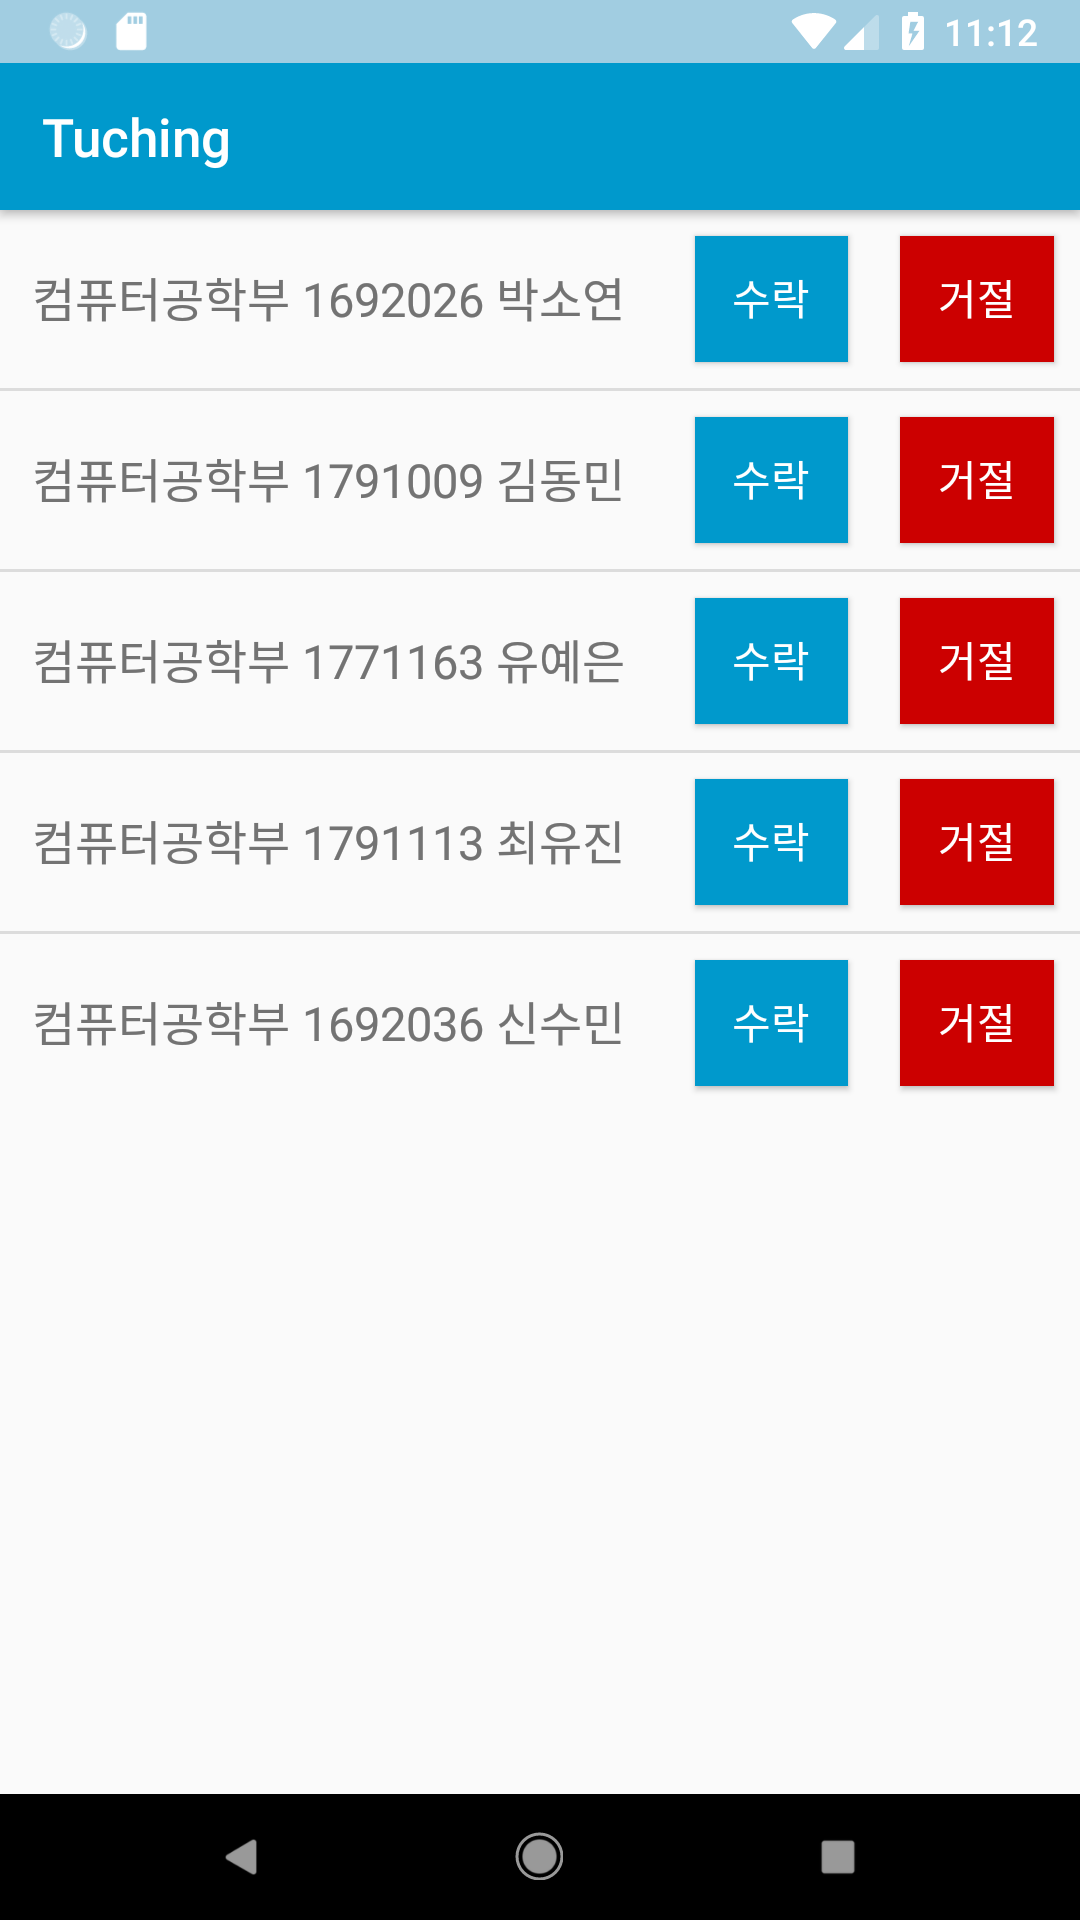 11:12
Tuching
컴퓨터공학부 1692026 박소연 수락 거절
컴퓨터공학부 1791009 김동민 수락 거절
컴퓨터공학부 1771163 유예은 수락 거절
컴퓨터공학부 1791113 최유진 수락 거절
컴퓨터공학부 1692036 신수민 수락 거절